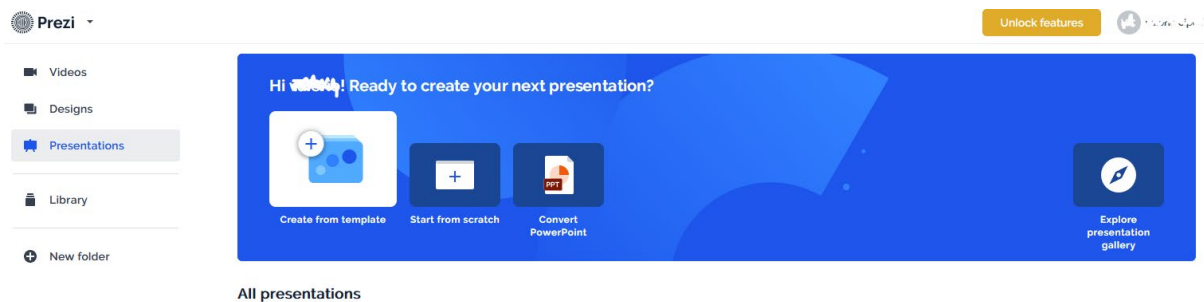 Prezi
Unlock features
Videos
Designs
Presentations
Library
New folder
Hi ! Ready to create your next presentation?
Create from template
Start from scratch
PPT
Convert
PowerPoint
Explore
presentation
gallery
All presentations